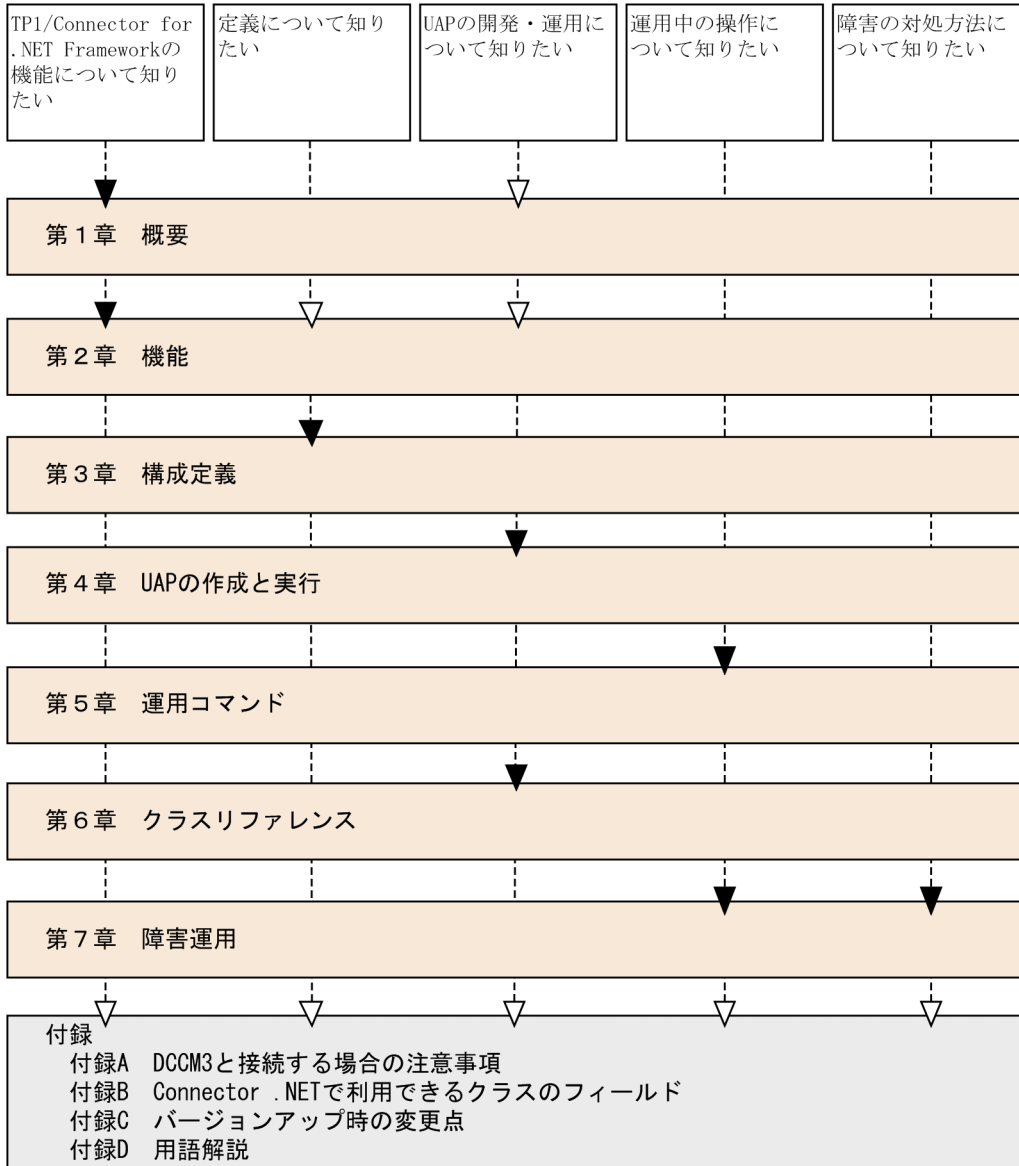 TP1/Connector for
.NET Frameworkの
機能について知り
たい
定義について知り
たい
UAPの開発・運用に
ついて知りたい
運用中の操作に
ついて知りたい
障害の対処方法に
ついて知りたい
第１章　概要
第２章　機能
第３章　構成定義
第４章　UAPの作成と実行
第５章　運用コマンド
第６章　クラスリファレンス
第７章　障害運用
付録
付録A　DCCM3と接続する場合の注意事項
付録B　Connector .NETで利用できるクラスのフィールド
付録C　バージョンアップ時の変更点
付録D　用語解説